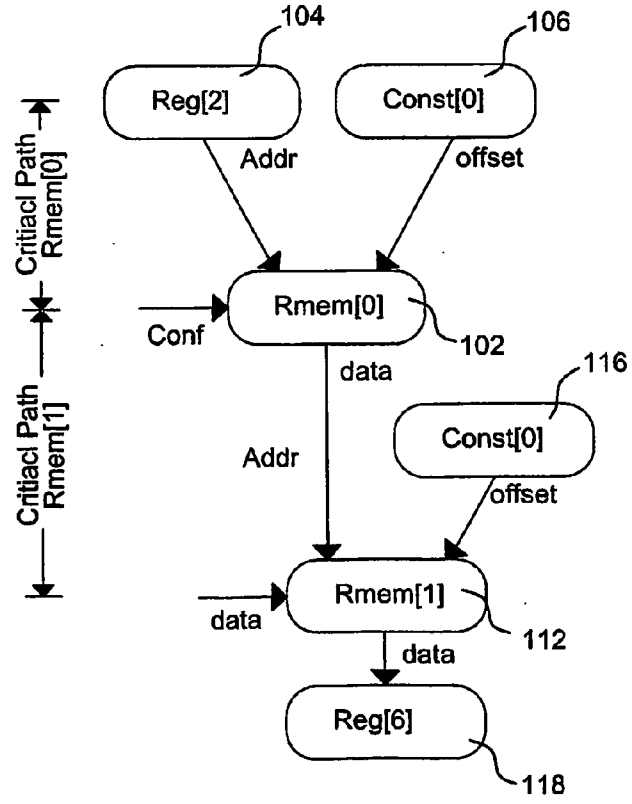 104
106
Reg[2]
Const[0]
Addr
offset
Critiacl Path
Rmem[0]
Rmem[0]
Conf
102
data
116
Const[0]
Critiacl Path
Rmem[1]
Addr
offset
Rmem[1]
data
112
data
Reg[6]
118